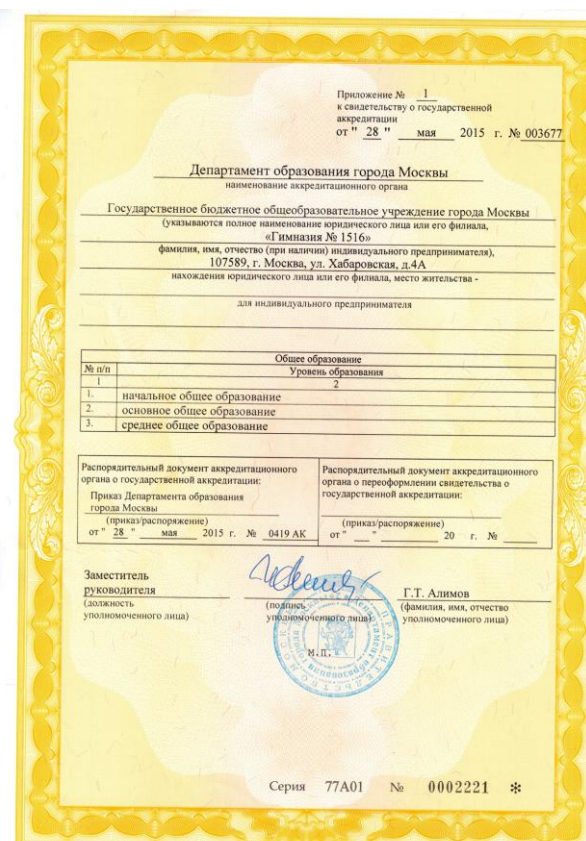 Приложение № 1
к свидетельству о государственной
аккредитации
от " 28 " мая 2015 г. № 003677
Департамент образования города Москвы
наименование аккредитационного органа
Государственное бюджетное общеобразовательное учреждение города Москвы
(указываются полное наименование юридического лица или его филиала,
«Гимназия № 1516»
фамилия, имя, отчество (при наличии) индивидуального предпринимателя),
107589, г. Москва, ул. Хабаровская, д.4А
нахождения юридического лица или его филиала, место жительства -
для индивидуального предпринимателя
Общее образование
№ п/п Уровень образования
1 2
1. начальное общее образование
2. основное общее образование
3. среднее общее образование
Распорядительный документ аккредитационного
органа о государственной аккредитации:
Приказ Департамента образования
города Москвы
(приказ/распоряжение)
от " 28 " мая 2015 г. № 0419 АК
Распорядительный документ аккредитационного
органа о переоформлении свидетельства о
государственной аккредитации:
(приказ/распоряжение)
от " __ " 20 г. №
Заместитель
руководителя
(должность
уполномоченного лица)
(подпись
уполномоченного лица)
Г.Т. Алимов
(фамилия, имя, отчество
уполномоченного лица)
М.П.
Серия 77А01 № 0002221 *